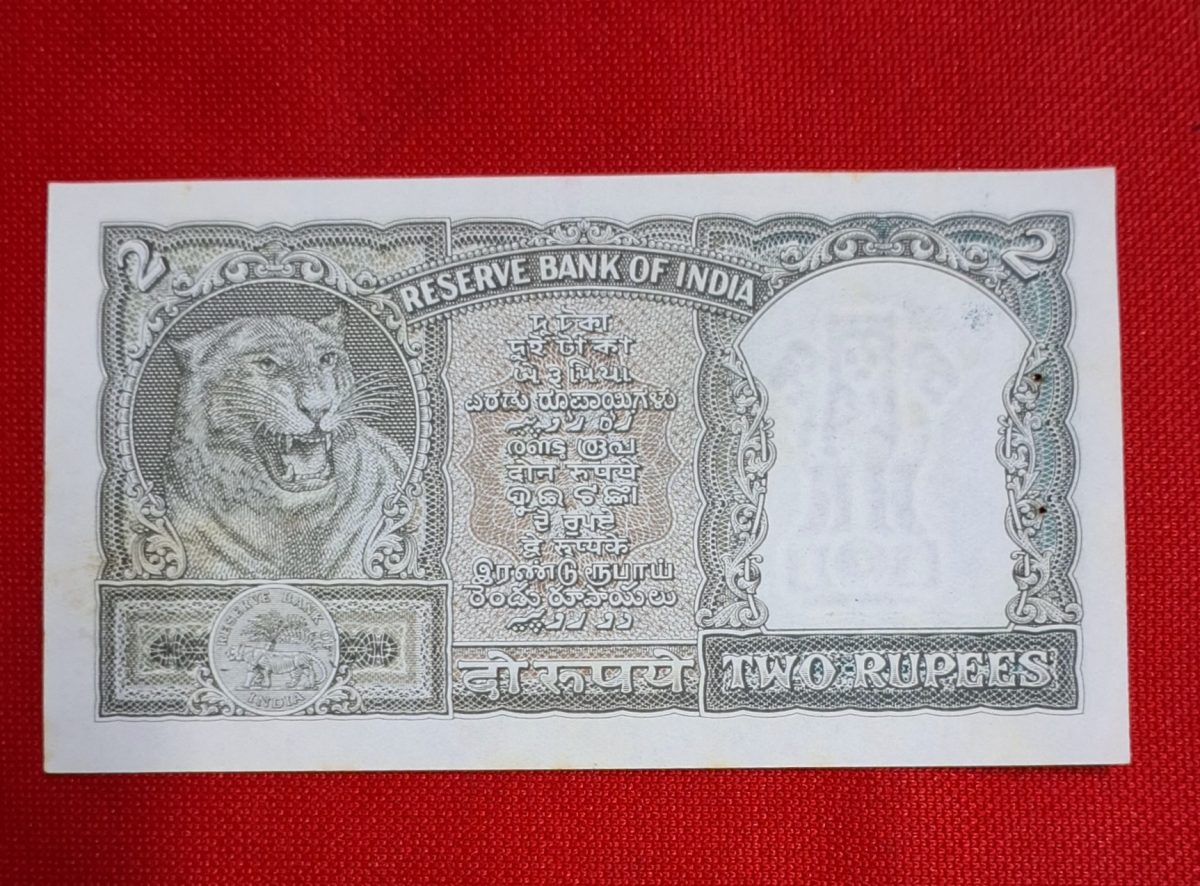 2
2
RESERVE BANK OF INDIA
দু টকা
দুই টাকা
બે રૂપિયા
ಎರಡು ರೂಪಾಯಿಗಳು
രണ്ടു രൂപ
दोन रुपये
ଦୁଇ ଟଙ୍କା
ਦੋ ਰੁਪਏ
द्वे रूप्यके
இரண்டு ரூபாய்
రెండు రూపాయిలు
RESERVE BANK OF INDIA
दो रुपये
TWO RUPEES